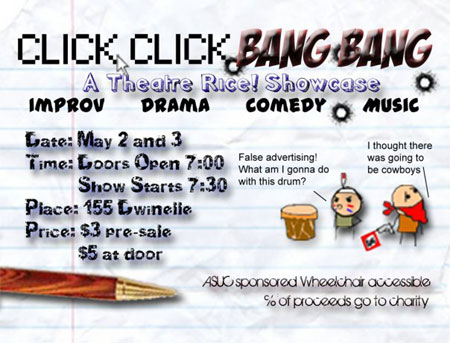 CLICK CLICK BANG BANG
A Theatre Rice! Showcase
IMPROV DRAMA COMEDY MUSIC
Date: May 2 and 3
Time: Doors Open 7:00
Show Starts 7:30
Place: 155 Dwinelle
Price: $3 pre-sale
$5 at door
False advertising!
What am I gonna do
with this drum?
I thought there
was going to
be cowboys
ASUC sponsored Wheelchair accessible
% of proceeds go to charity